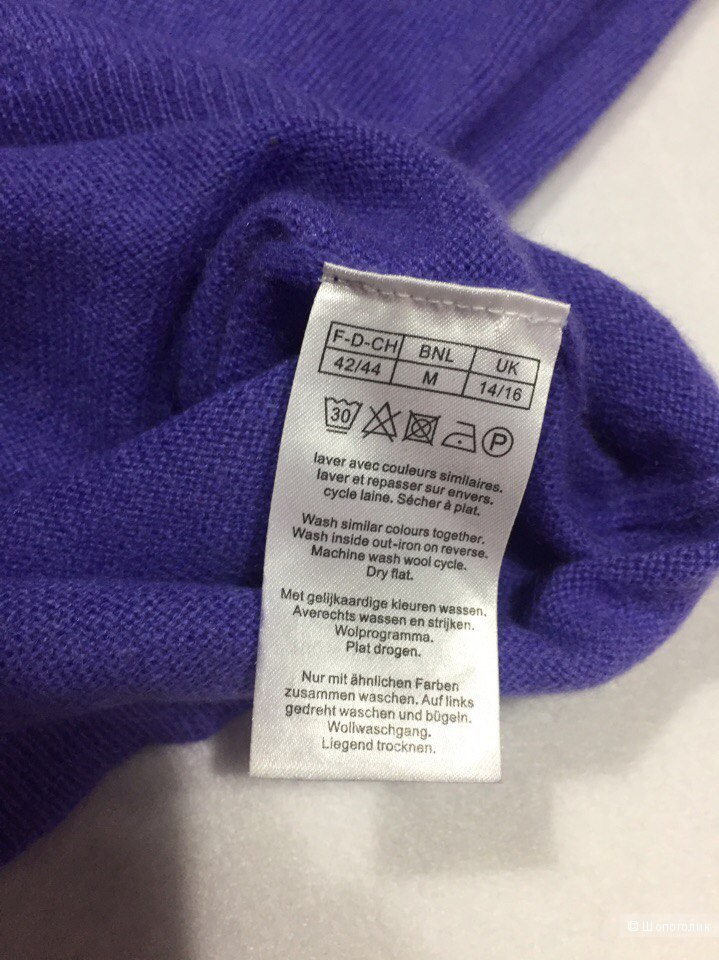 F-D-CH BNL UK
42/44 M 14/16
30 P
laver avec couleurs similaires.
laver et repasser sur envers.
cycle laine. Sécher à plat.
Wash similar colours together.
Wash inside out-iron on reverse.
Machine wash wool cycle.
Dry flat.
Met gelijkaardige kleuren wassen.
Averechts wassen en strijken.
Wolprogramma.
Plat drogen.
Nur mit ähnlichen Farben
zusammen waschen. Auf links
gedreht waschen und bügeln.
Wollwaschgang.
Liegend trocknen.
© Шопоголик